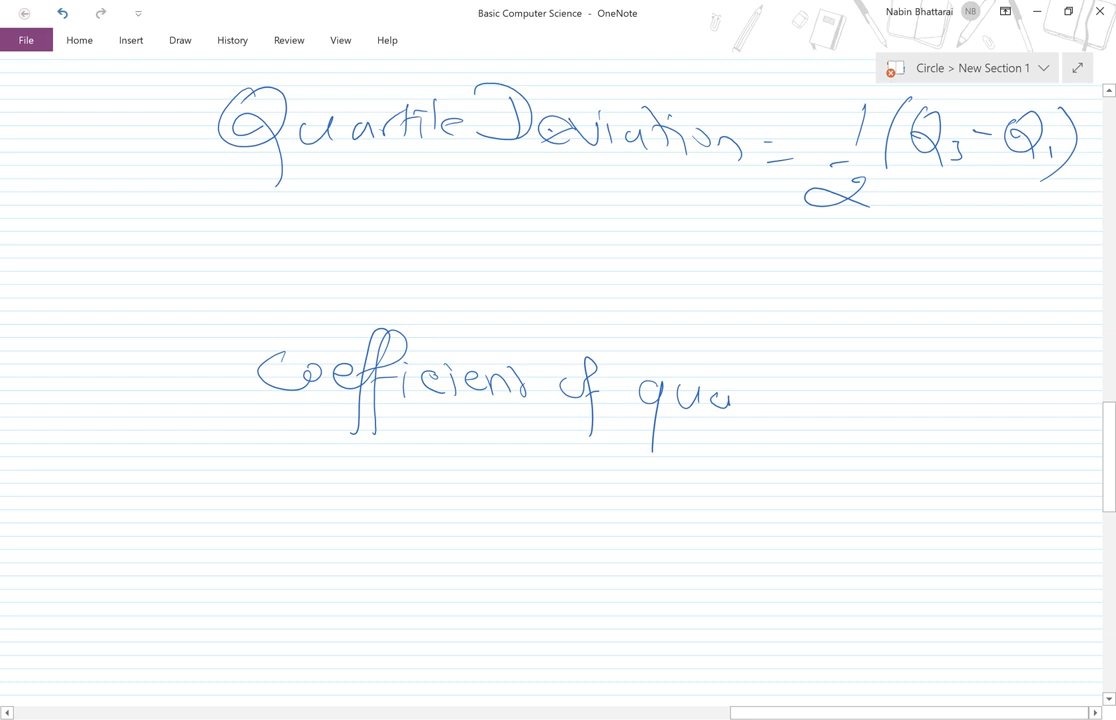 Basic Computer Science - OneNote
Nabin Bhattarai NB
File Home Insert Draw History Review View Help
Circle > New Section 1
Quartile Deviation = 1/2 (Q3 - Q1)
Coefficient of qua